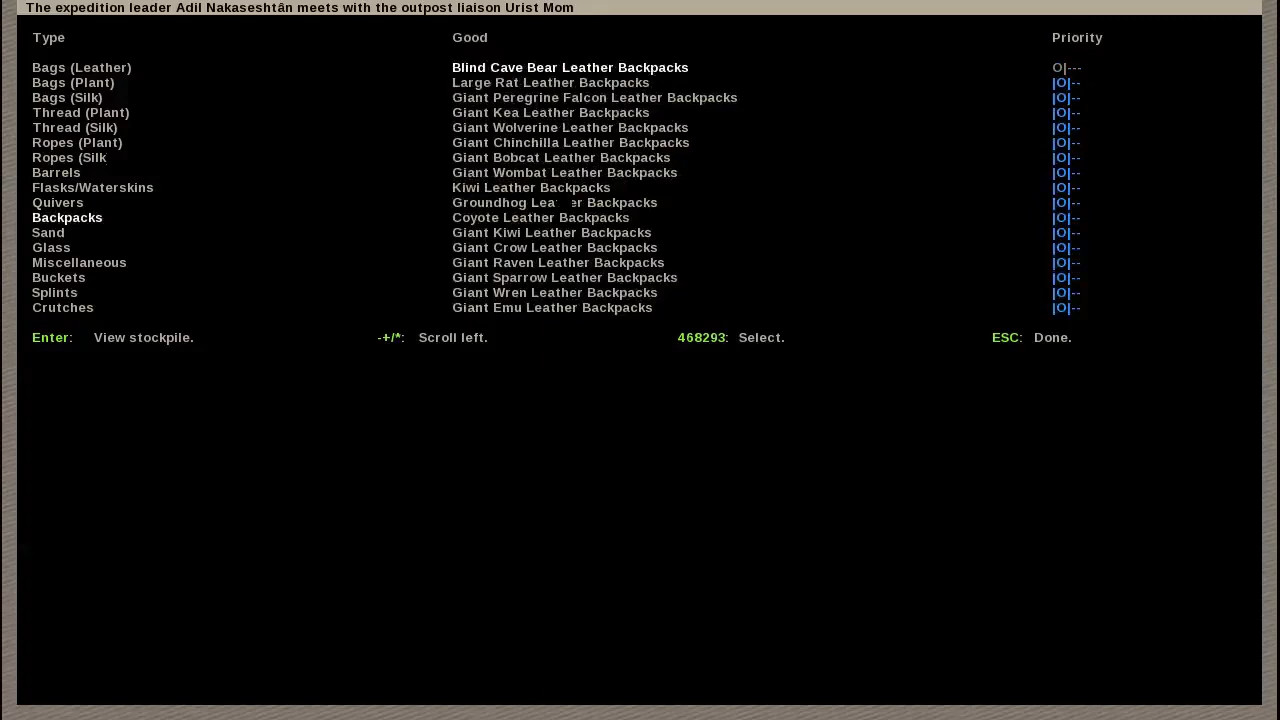 The expedition leader Adil Nakaseshtân meets with the outpost liaison Urist Mom
Type Good Priority
Bags (Leather) Blind Cave Bear Leather Backpacks O|---
Bags (Plant) Large Rat Leather Backpacks |O|--
Bags (Silk) Giant Peregrine Falcon Leather Backpacks |O|--
Thread (Plant) Giant Kea Leather Backpacks |O|--
Thread (Silk) Giant Wolverine Leather Backpacks |O|--
Ropes (Plant) Giant Chinchilla Leather Backpacks |O|--
Ropes (Silk Giant Bobcat Leather Backpacks |O|--
Barrels Giant Wombat Leather Backpacks |O|--
Flasks/Waterskins Kiwi Leather Backpacks |O|--
Quivers Groundhog Backpacks |O|--
Backpacks Coyote Leather Backpacks |O|--
Sand Giant Kiwi Leather Backpacks |O|--
Glass Giant Crow Leather Backpacks |O|--
Miscellaneous Giant Raven Leather Backpacks |O|--
Buckets Giant Sparrow Leather Backpacks |O|--
Splints Giant Wren Leather Backpacks |O|--
Crutches Giant Emu Leather Backpacks |O|--
Enter: View stockpile. -+/*: Scroll left. 468293: Select. ESC: Done.